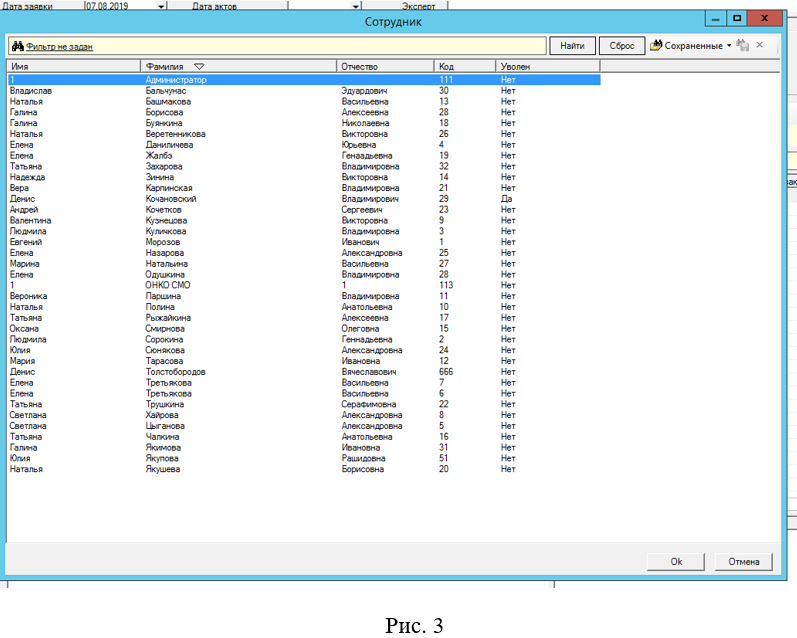 Дата заявки 07.08.2019 Дата актов Эксперт
Сотрудник
Фильтр не задан Найти Сброс Сохраненные
Имя Фамилия Отчество Код Уволен
1 Администратор 111 Нет
Владислав Бальчунас Эдуардович 30 Нет
Наталья Башмакова Васильевна 13 Нет
Галина Борисова Алексеевна 28 Нет
Галина Буянкина Николаевна 18 Нет
Наталья Веретенникова Викторовна 26 Нет
Елена Даниличева Юрьевна 4 Нет
Елена Жалбэ Генаадьевна 19 Нет
Татьяна Захарова Владимировна 32 Нет
Надежда Зинина Викторовна 14 Нет
Вера Карпинская Владимировна 21 Нет
Денис Кочановский Владимирович 29 Да
Андрей Кочетков Сергеевич 23 Нет
Валентина Кузнецова Викторовна 9 Нет
Людмила Куличкова Владимировна 3 Нет
Евгений Морозов Иванович 1 Нет
Елена Назарова Александровна 25 Нет
Марина Натальина Васильевна 27 Нет
Елена Одушкина Владимировна 28 Нет
1 ОНКО СМО 1 113 Нет
Вероника Паршина Владимировна 11 Нет
Наталья Полина Анатольевна 10 Нет
Татьяна Рыжайкина Алексеевна 17 Нет
Оксана Смирнова Олеговна 15 Нет
Людмила Сорокина Геннадьевна 2 Нет
Юлия Сюнякова Александровна 24 Нет
Мария Тарасова Ивановна 12 Нет
Денис Толстобородов Вячеславович 666 Нет
Елена Третьякова Васильевна 7 Нет
Елена Третьякова Васильевна 6 Нет
Татьяна Трушкина Серафимовна 22 Нет
Светлана Хайрова Александровна 8 Нет
Светлана Цыганова Александровна 5 Нет
Татьяна Чалкина Анатольевна 16 Нет
Галина Якимова Ивановна 31 Нет
Юлия Якупова Рашидовна 51 Нет
Наталья Якушева Борисовна 20 Нет
Ok Отмена
Рис. 3